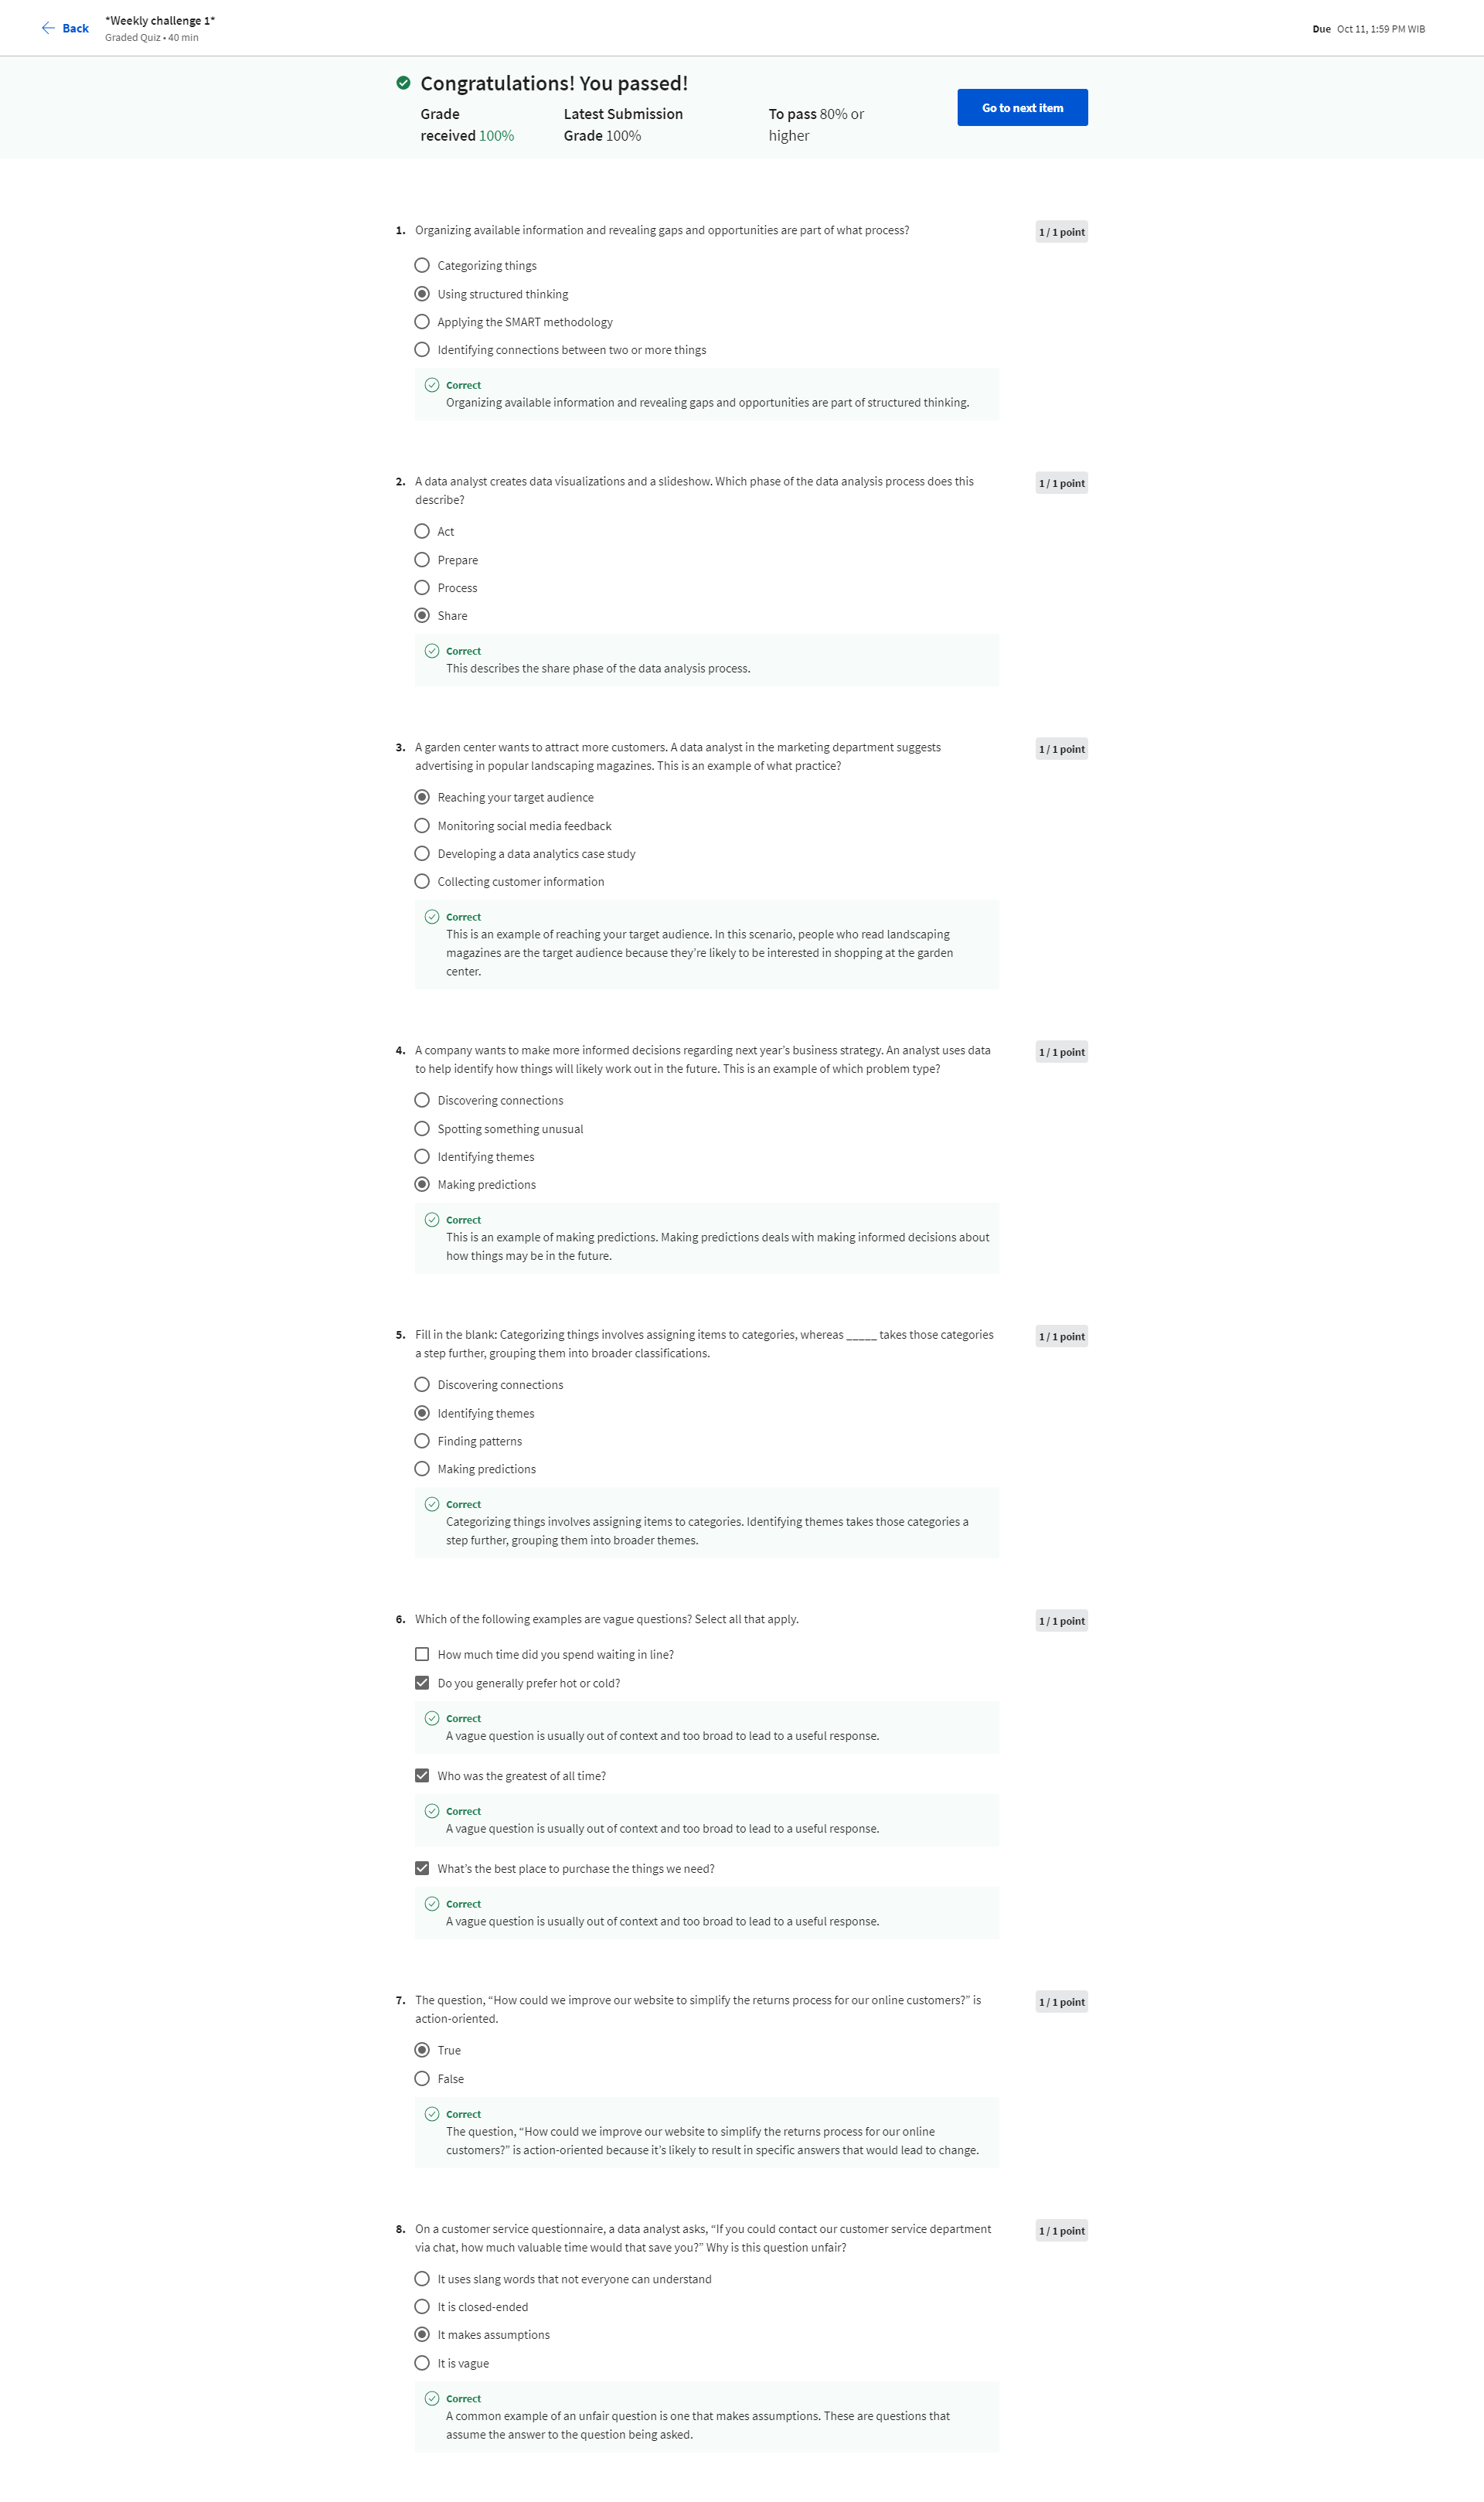 Back
*Weekly challenge 1*
Graded Quiz • 40 min
Due Oct 11, 1:59 PM WIB
Congratulations! You passed!
Grade received 100%
Latest Submission Grade 100%
To pass 80% or higher
Go to next item
1. Organizing available information and revealing gaps and opportunities are part of what process?
1 / 1 point
Categorizing things
Using structured thinking
Applying the SMART methodology
Identifying connections between two or more things
Correct
Organizing available information and revealing gaps and opportunities are part of structured thinking.
2. A data analyst creates data visualizations and a slideshow. Which phase of the data analysis process does this
describe?
1 / 1 point
Act
Prepare
Process
Share
Correct
This describes the share phase of the data analysis process.
3. A garden center wants to attract more customers. A data analyst in the marketing department suggests
advertising in popular landscaping magazines. This is an example of what practice?
1 / 1 point
Reaching your target audience
Monitoring social media feedback
Developing a data analytics case study
Collecting customer information
Correct
This is an example of reaching your target audience. In this scenario, people who read landscaping
magazines are the target audience because they’re likely to be interested in shopping at the garden
center.
4. A company wants to make more informed decisions regarding next year’s business strategy. An analyst uses data
to help identify how things will likely work out in the future. This is an example of which problem type?
1 / 1 point
Discovering connections
Spotting something unusual
Identifying themes
Making predictions
Correct
This is an example of making predictions. Making predictions deals with making informed decisions about
how things may be in the future.
5. Fill in the blank: Categorizing things involves assigning items to categories, whereas _____ takes those categories
a step further, grouping them into broader classifications.
1 / 1 point
Discovering connections
Identifying themes
Finding patterns
Making predictions
Correct
Categorizing things involves assigning items to categories. Identifying themes takes those categories a
step further, grouping them into broader themes.
6. Which of the following examples are vague questions? Select all that apply.
1 / 1 point
How much time did you spend waiting in line?
Do you generally prefer hot or cold?
Correct
A vague question is usually out of context and too broad to lead to a useful response.
Who was the greatest of all time?
Correct
A vague question is usually out of context and too broad to lead to a useful response.
What’s the best place to purchase the things we need?
Correct
A vague question is usually out of context and too broad to lead to a useful response.
7. The question, “How could we improve our website to simplify the returns process for our online customers?” is
action-oriented.
1 / 1 point
True
False
Correct
The question, “How could we improve our website to simplify the returns process for our online
customers?” is action-oriented because it’s likely to result in specific answers that would lead to change.
8. On a customer service questionnaire, a data analyst asks, “If you could contact our customer service department
via chat, how much valuable time would that save you?” Why is this question unfair?
1 / 1 point
It uses slang words that not everyone can understand
It is closed-ended
It makes assumptions
It is vague
Correct
A common example of an unfair question is one that makes assumptions. These are questions that
assume the answer to the question being asked.